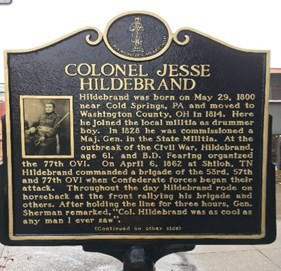 COLONEL JESSE
HILDEBRAND
Hildebrand was born on May 29, 1800
near Cold Springs, PA and moved to
Washington County, OH in 1814. Here
he joined the local militia as drummer
boy. In 1828 he was commissioned a
Maj. Gen. in the State Militia. At the
outbreak of the Civil War, Hildebrand,
age 61, and B.D. Fearing organized
the 77th OVI. On April 6, 1862 at Shiloh, TN
Hildebrand commanded a brigade of the 53rd, 57th
and 77th OVI when Confederate forces began their
attack. Throughout the day Hildebrand rode on
horseback at the front rallying his brigade and
others. After holding the line for three hours, Gen.
Sherman remarked, "Col. Hildebrand was as cool as
any man I ever saw".
(Continued on other side)